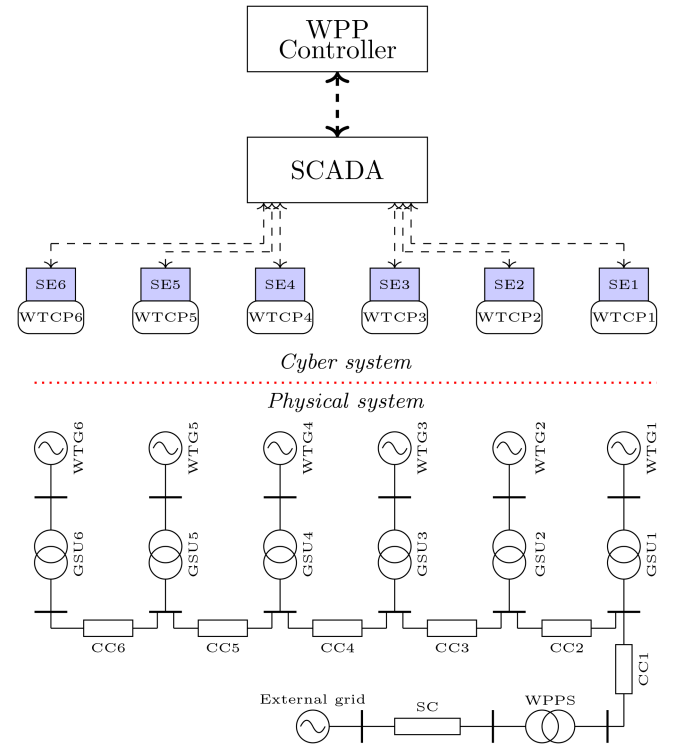 WPP
Controller
SCADA
SE6 SE5 SE4 SE3 SE2 SE1
WTCP6 WTCP5 WTCP4 WTCP3 WTCP2 WTCP1
Cyber system
Physical system
WTG6 WTG5 WTG4 WTG3 WTG2 WTG1
GSU6 GSU5 GSU4 GSU3 GSU2 GSU1
CC6 CC5 CC4 CC3 CC2
CC1
External grid SC WPPS